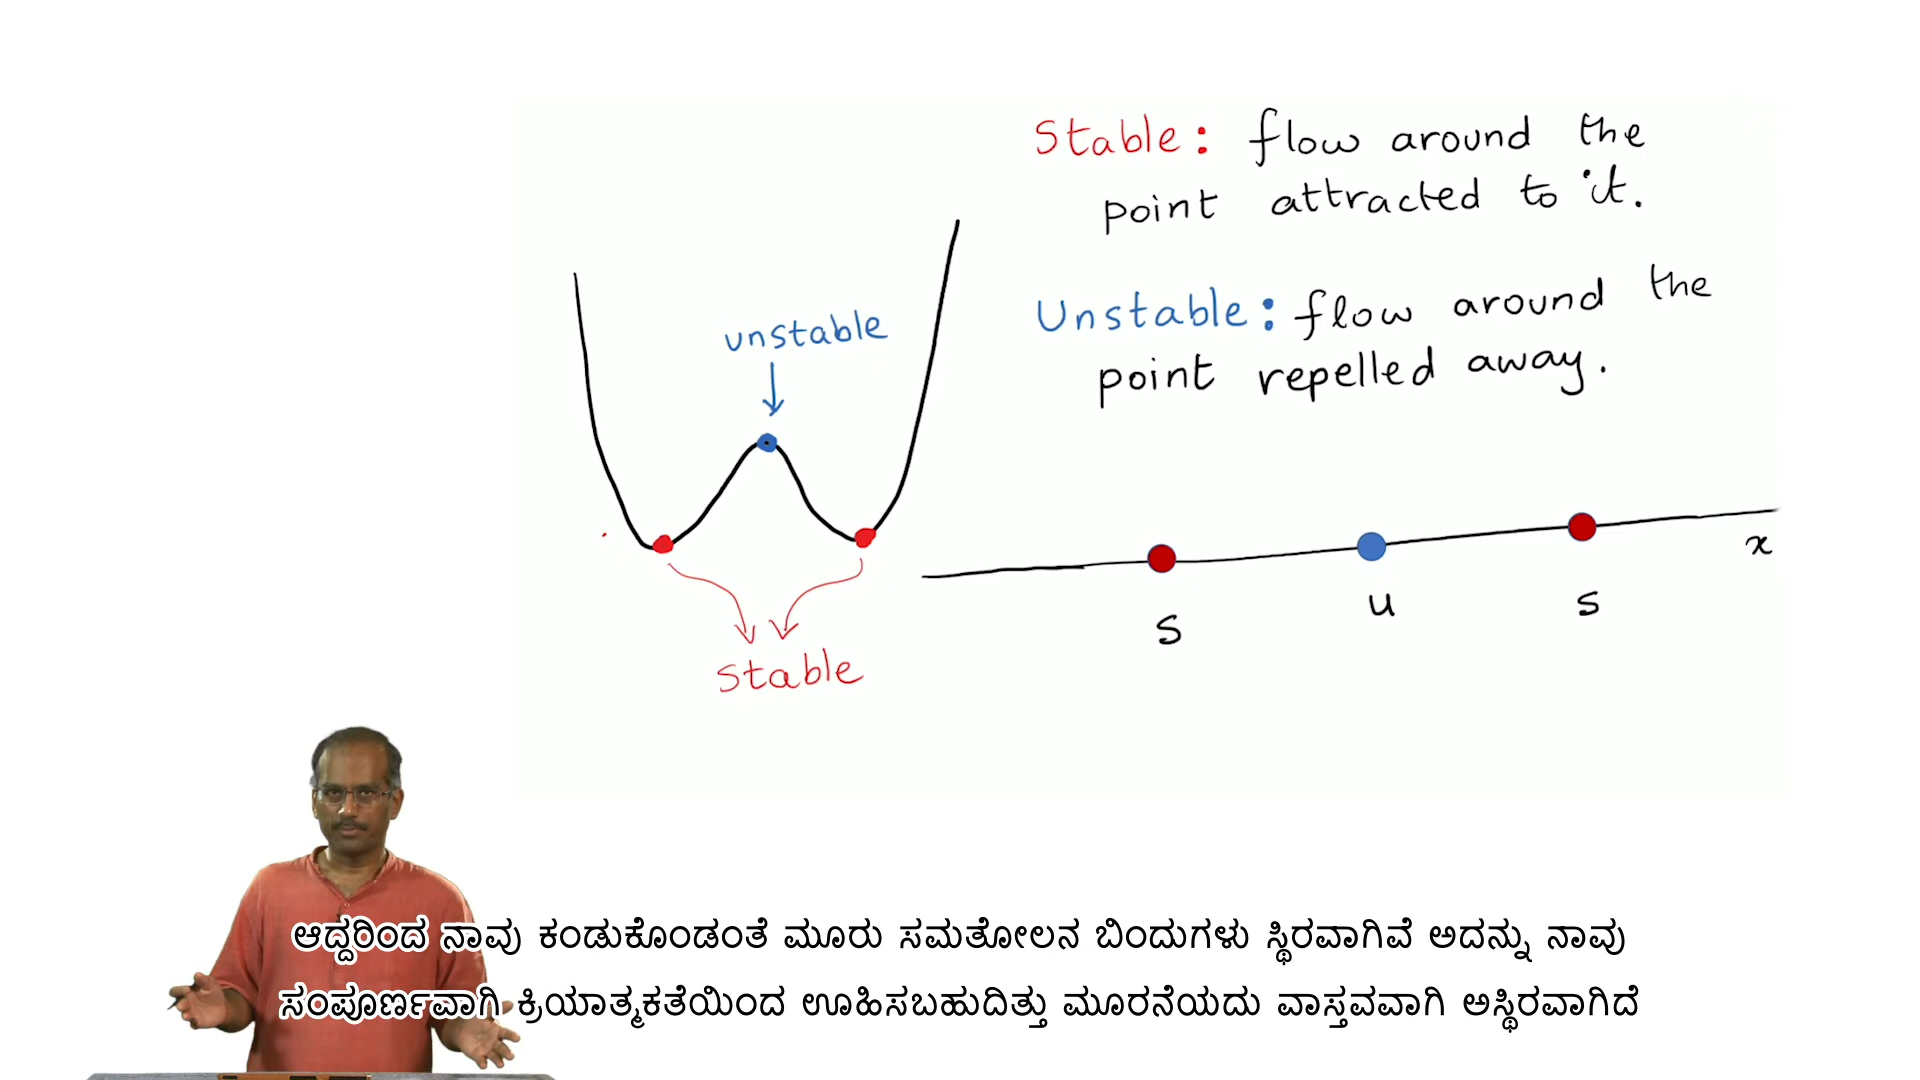 Stable: flow around the
point attracted to it.
Unstable: flow around the
point repelled away.
unstable
stable
x
S
u
S
ಆದ್ದರಿಂದ ನಾವು ಕಂಡುಕೊಂಡಂತೆ ಮೂರು ಸಮತೋಲನ ಬಿಂದುಗಳು ಸ್ಥಿರವಾಗಿವೆ ಅದನ್ನು ನಾವು
ಸಂಪೂರ್ಣವಾಗಿ ಕ್ರಿಯಾತ್ಮಕತೆಯಿಂದ ಊಹಿಸಬಹುದಿತ್ತು ಮೂರನೆಯದು ವಾಸ್ತವವಾಗಿ ಅಸ್ಥಿರವಾಗಿದೆ